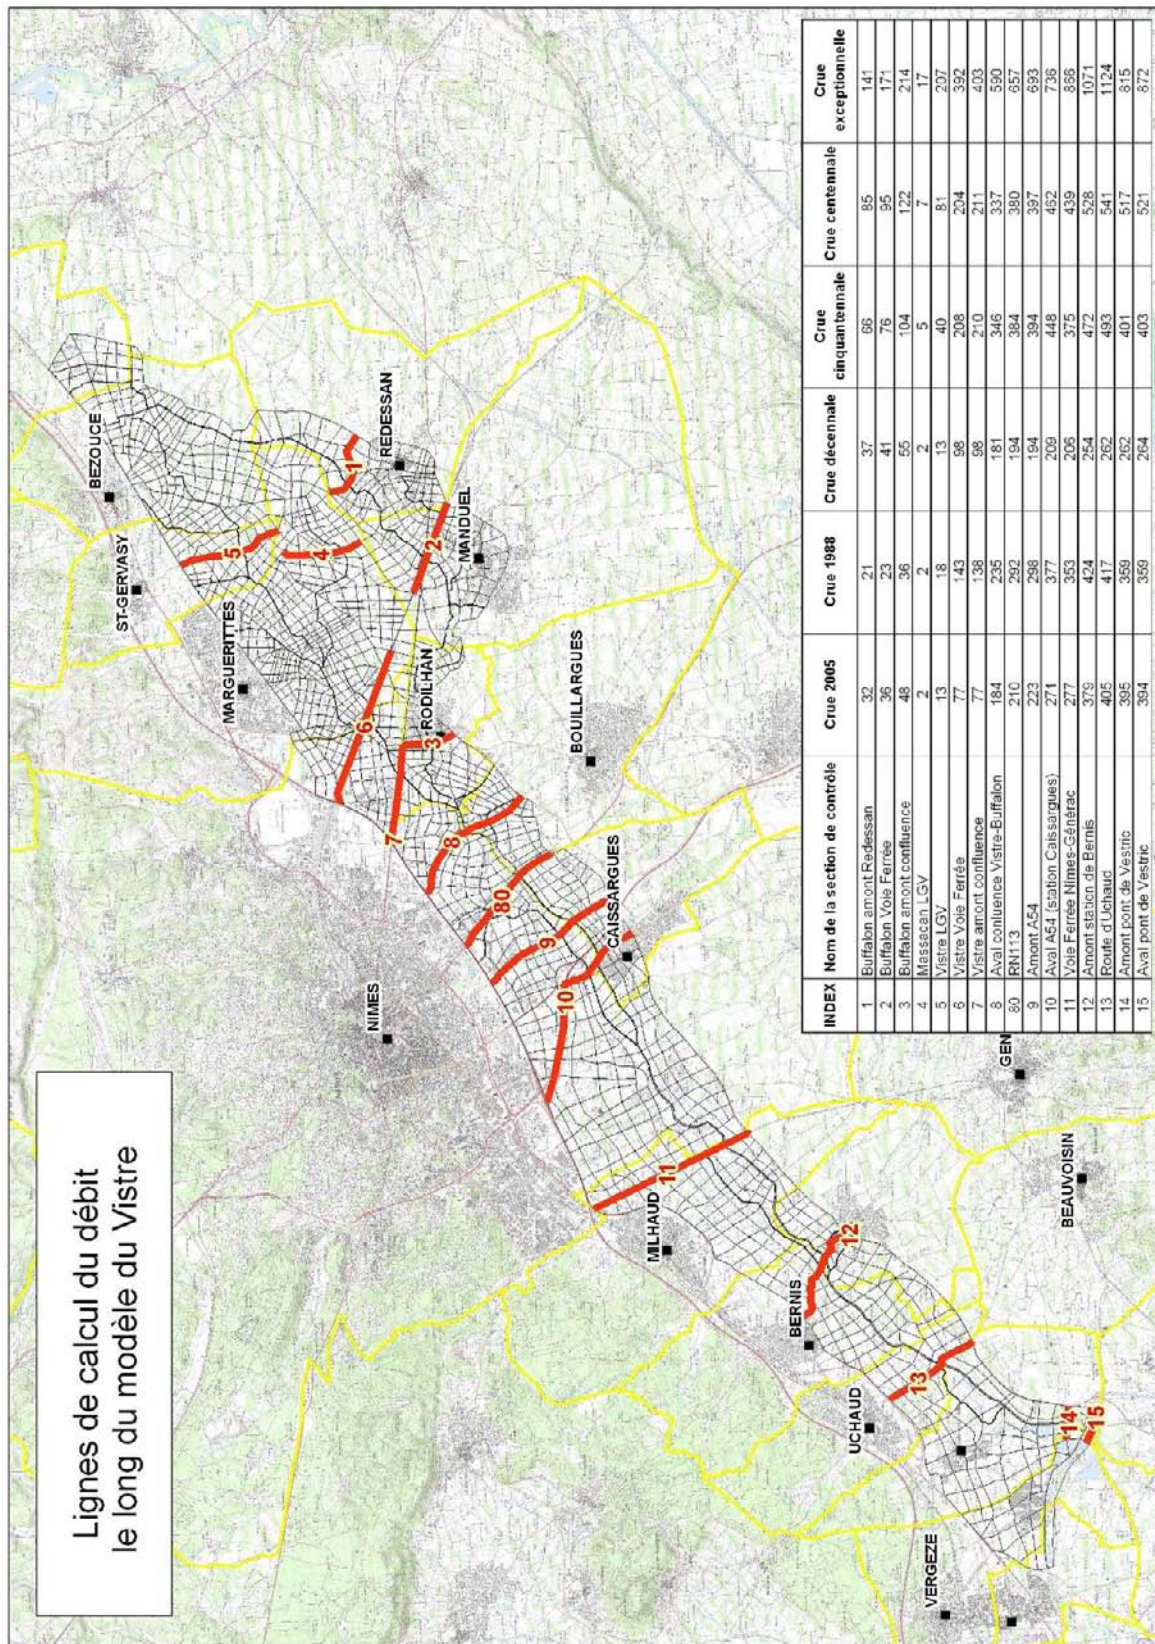 Lignes de calcul du débit
le long du modèle du Vistre
BEZOUCE
ST-GERVASY
MARGUERITTES
REDESSAN
MANDUEL
RODILHAN
BOUILLARGUES
NIMES
CAISSARGUES
MILHAUD
BERNIS
UCHAUD
VERGEZE
BEAUVOISIN
GEN
1
2
3
4
5
6
7
8
80
9
10
11
12
13
14
15
INDEX Nom de la section de contrôle Crue 2005 Crue 1988 Crue décennale Crue cinquantennale Crue centennale Crue exceptionnelle
1 Buffalon amont Redessan 32 21 37 66 85 141
2 Buffalon Voie Ferrée 36 23 41 76 95 171
3 Buffalon amont confluence 48 36 55 104 122 214
4 Massacan LGV 2 2 2 5 7 17
5 Vistre LGV 13 18 13 40 81 207
6 Vistre Voie Ferrée 77 143 98 208 204 392
7 Vistre amont confluence 77 138 98 210 211 403
8 Aval confluence Vistre-Buffalon 184 235 181 346 337 590
80 RN113 210 292 194 384 380 657
9 Amont A54 223 298 194 394 397 693
10 Aval A54 (station Caissargues) 271 377 209 448 462 736
11 Voie Ferrée Nîmes-Générac 277 353 206 375 439 866
12 Amont station de Bernis 379 424 254 472 528 1071
13 Route d'Uchaud 405 417 262 493 541 1124
14 Amont pont de Vestric 395 359 262 401 517 815
15 Aval pont de Vestric 394 359 264 403 521 872